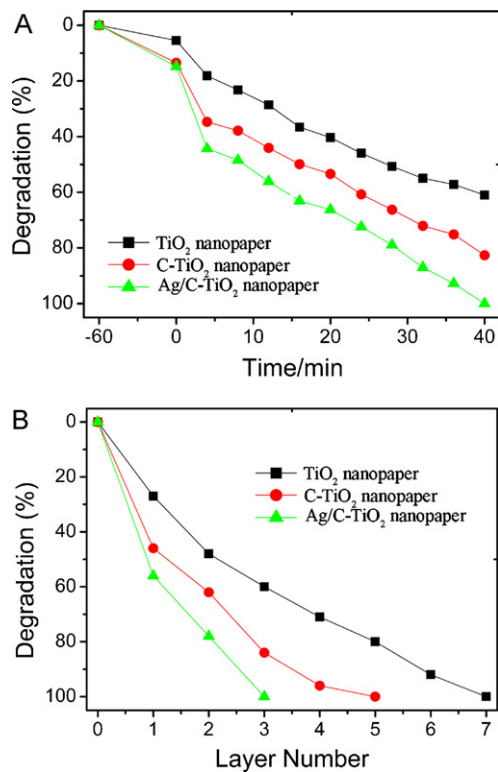 A
0
20
40
60
80
100
Degradation (%)
TiO₂ nanopaper
C-TiO₂ nanopaper
Ag/C-TiO₂ nanopaper
-60 0 10 20 30 40
Time/min
B
0
20
40
60
80
100
Degradation (%)
TiO₂ nanopaper
C-TiO₂ nanopaper
Ag/C-TiO₂ nanopaper
0 1 2 3 4 5 6 7
Layer Number